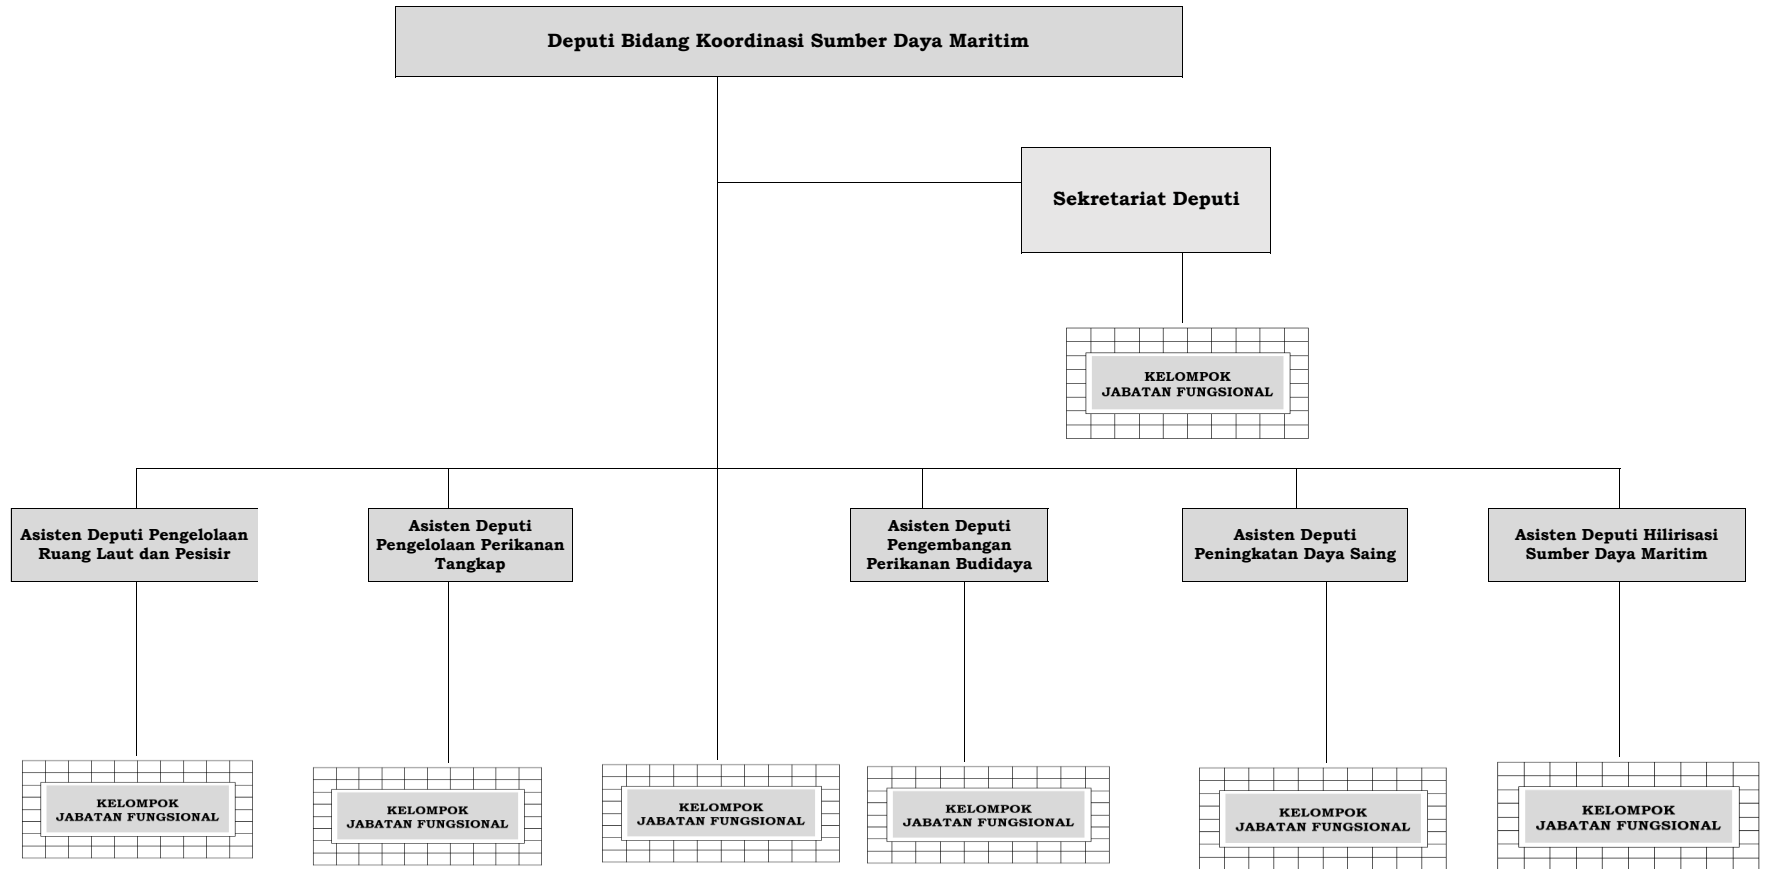 Deputi Bidang Koordinasi Sumber Daya Maritim
Sekretariat Deputi
KELOMPOK
JABATAN FUNGSIONAL
Asisten Deputi Pengelolaan
Ruang Laut dan Pesisir
Asisten Deputi
Pengelolaan Perikanan
Tangkap
Asisten Deputi
Pengembangan
Perikanan Budidaya
Asisten Deputi
Peningkatan Daya Saing
Asisten Deputi Hilirisasi
Sumber Daya Maritim
KELOMPOK
JABATAN FUNGSIONAL
KELOMPOK
JABATAN FUNGSIONAL
KELOMPOK
JABATAN FUNGSIONAL
KELOMPOK
JABATAN FUNGSIONAL
KELOMPOK
JABATAN FUNGSIONAL
KELOMPOK
JABATAN FUNGSIONAL